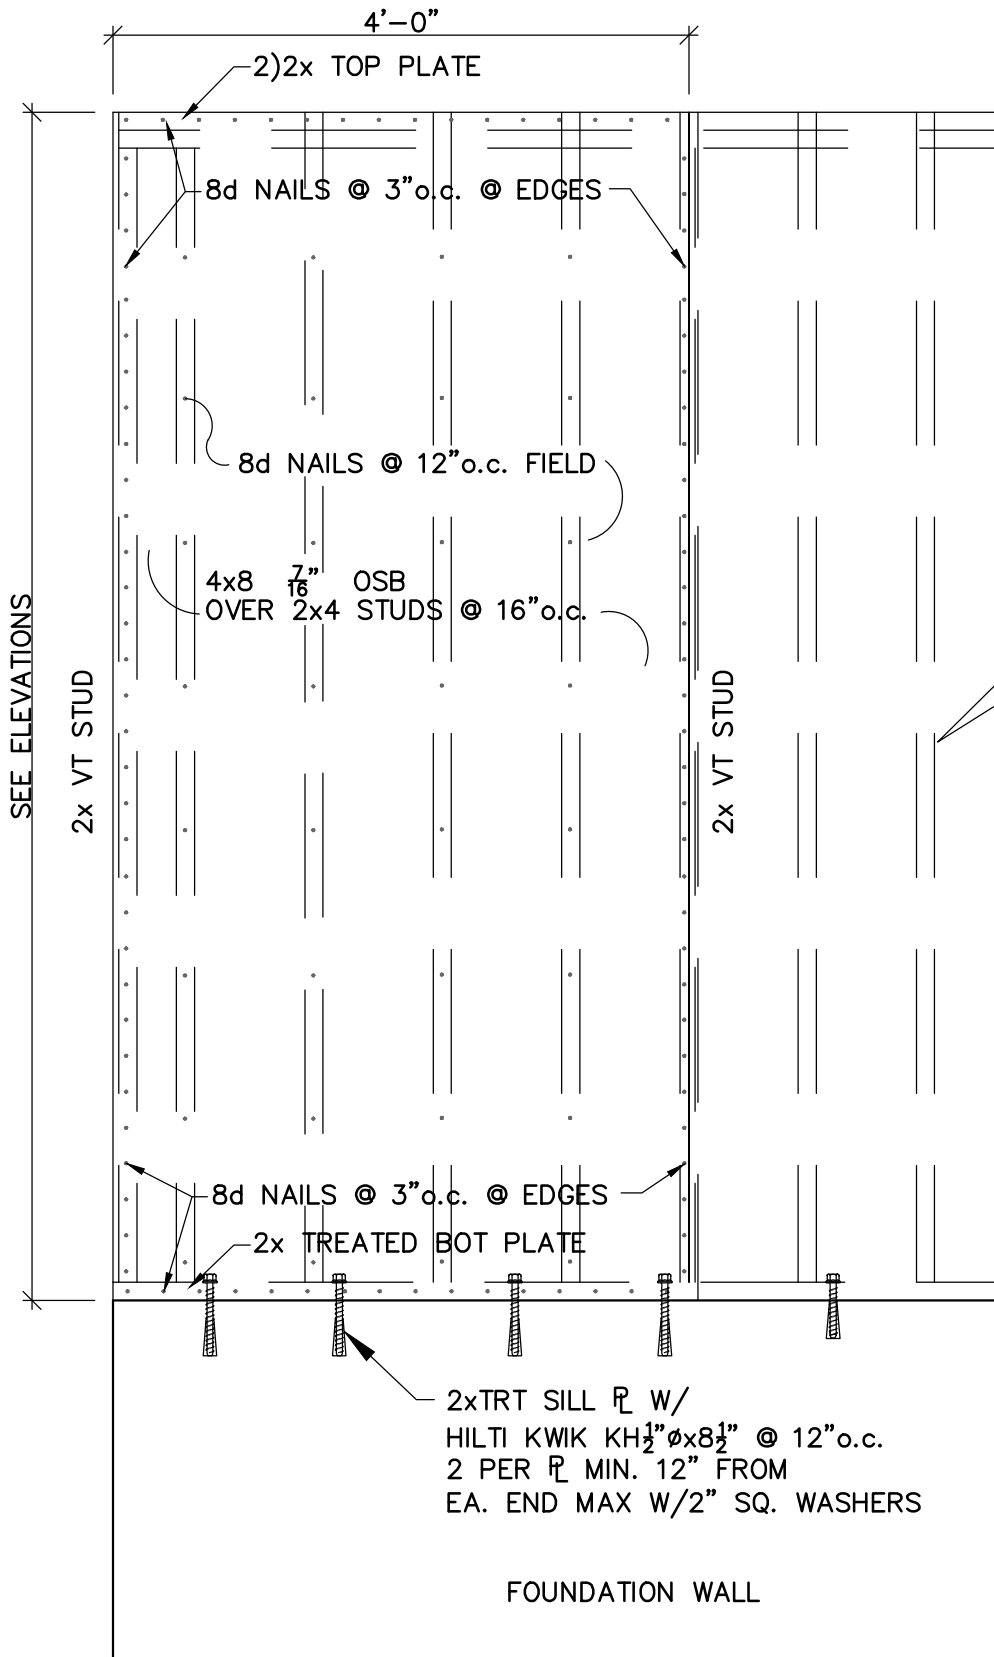 4'-0"
2)2x TOP PLATE
8d NAILS @ 3"o.c. @ EDGES
8d NAILS @ 12"o.c. FIELD
4x8 7/16" OSB
OVER 2x4 STUDS @ 16"o.c.
SEE ELEVATIONS
2x VT STUD
2x VT STUD
8d NAILS @ 3"o.c. @ EDGES
2x TREATED BOT PLATE
2xTRT SILL PL W/
HILTI KWIK KH1/2"øx8 1/2" @ 12"o.c.
2 PER PL MIN. 12" FROM
EA. END MAX W/2" SQ. WASHERS
FOUNDATION WALL